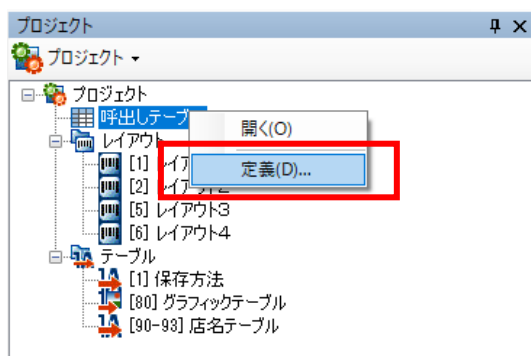 プロジェクト
プロジェクト
プロジェクト
呼出しテーブ
開く(O)
レイアウト
定義(D)...
[1] レイア
[2] レイアウト2
[5] レイアウト3
[6] レイアウト4
テーブル
[1] 保存方法
[80] グラフィックテーブル
[90-93] 店名テーブル